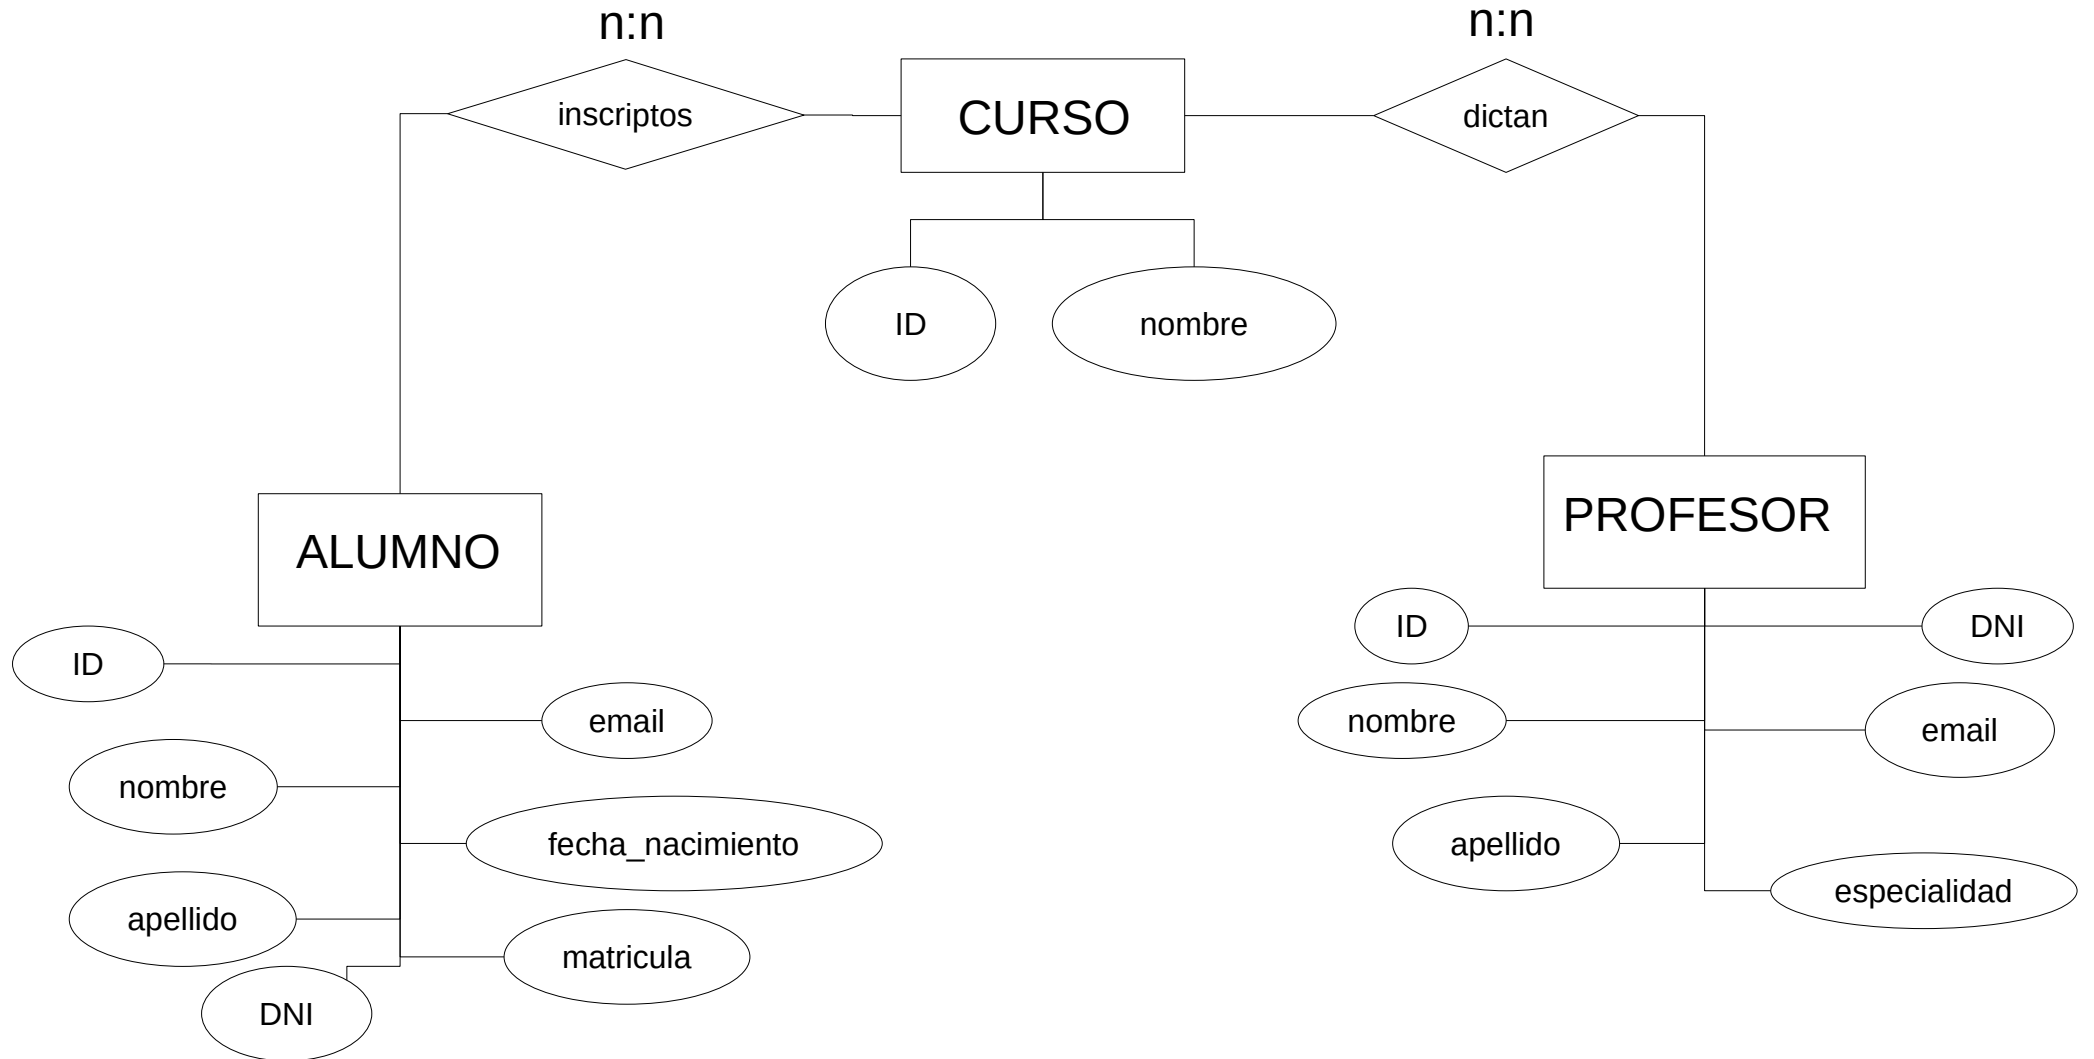 n:n
n:n
inscriptos
CURSO
dictan
ID
nombre
ALUMNO
PROFESOR
ID
email
nombre
fecha_nacimiento
apellido
matricula
DNI
ID
DNI
nombre
email
apellido
especialidad